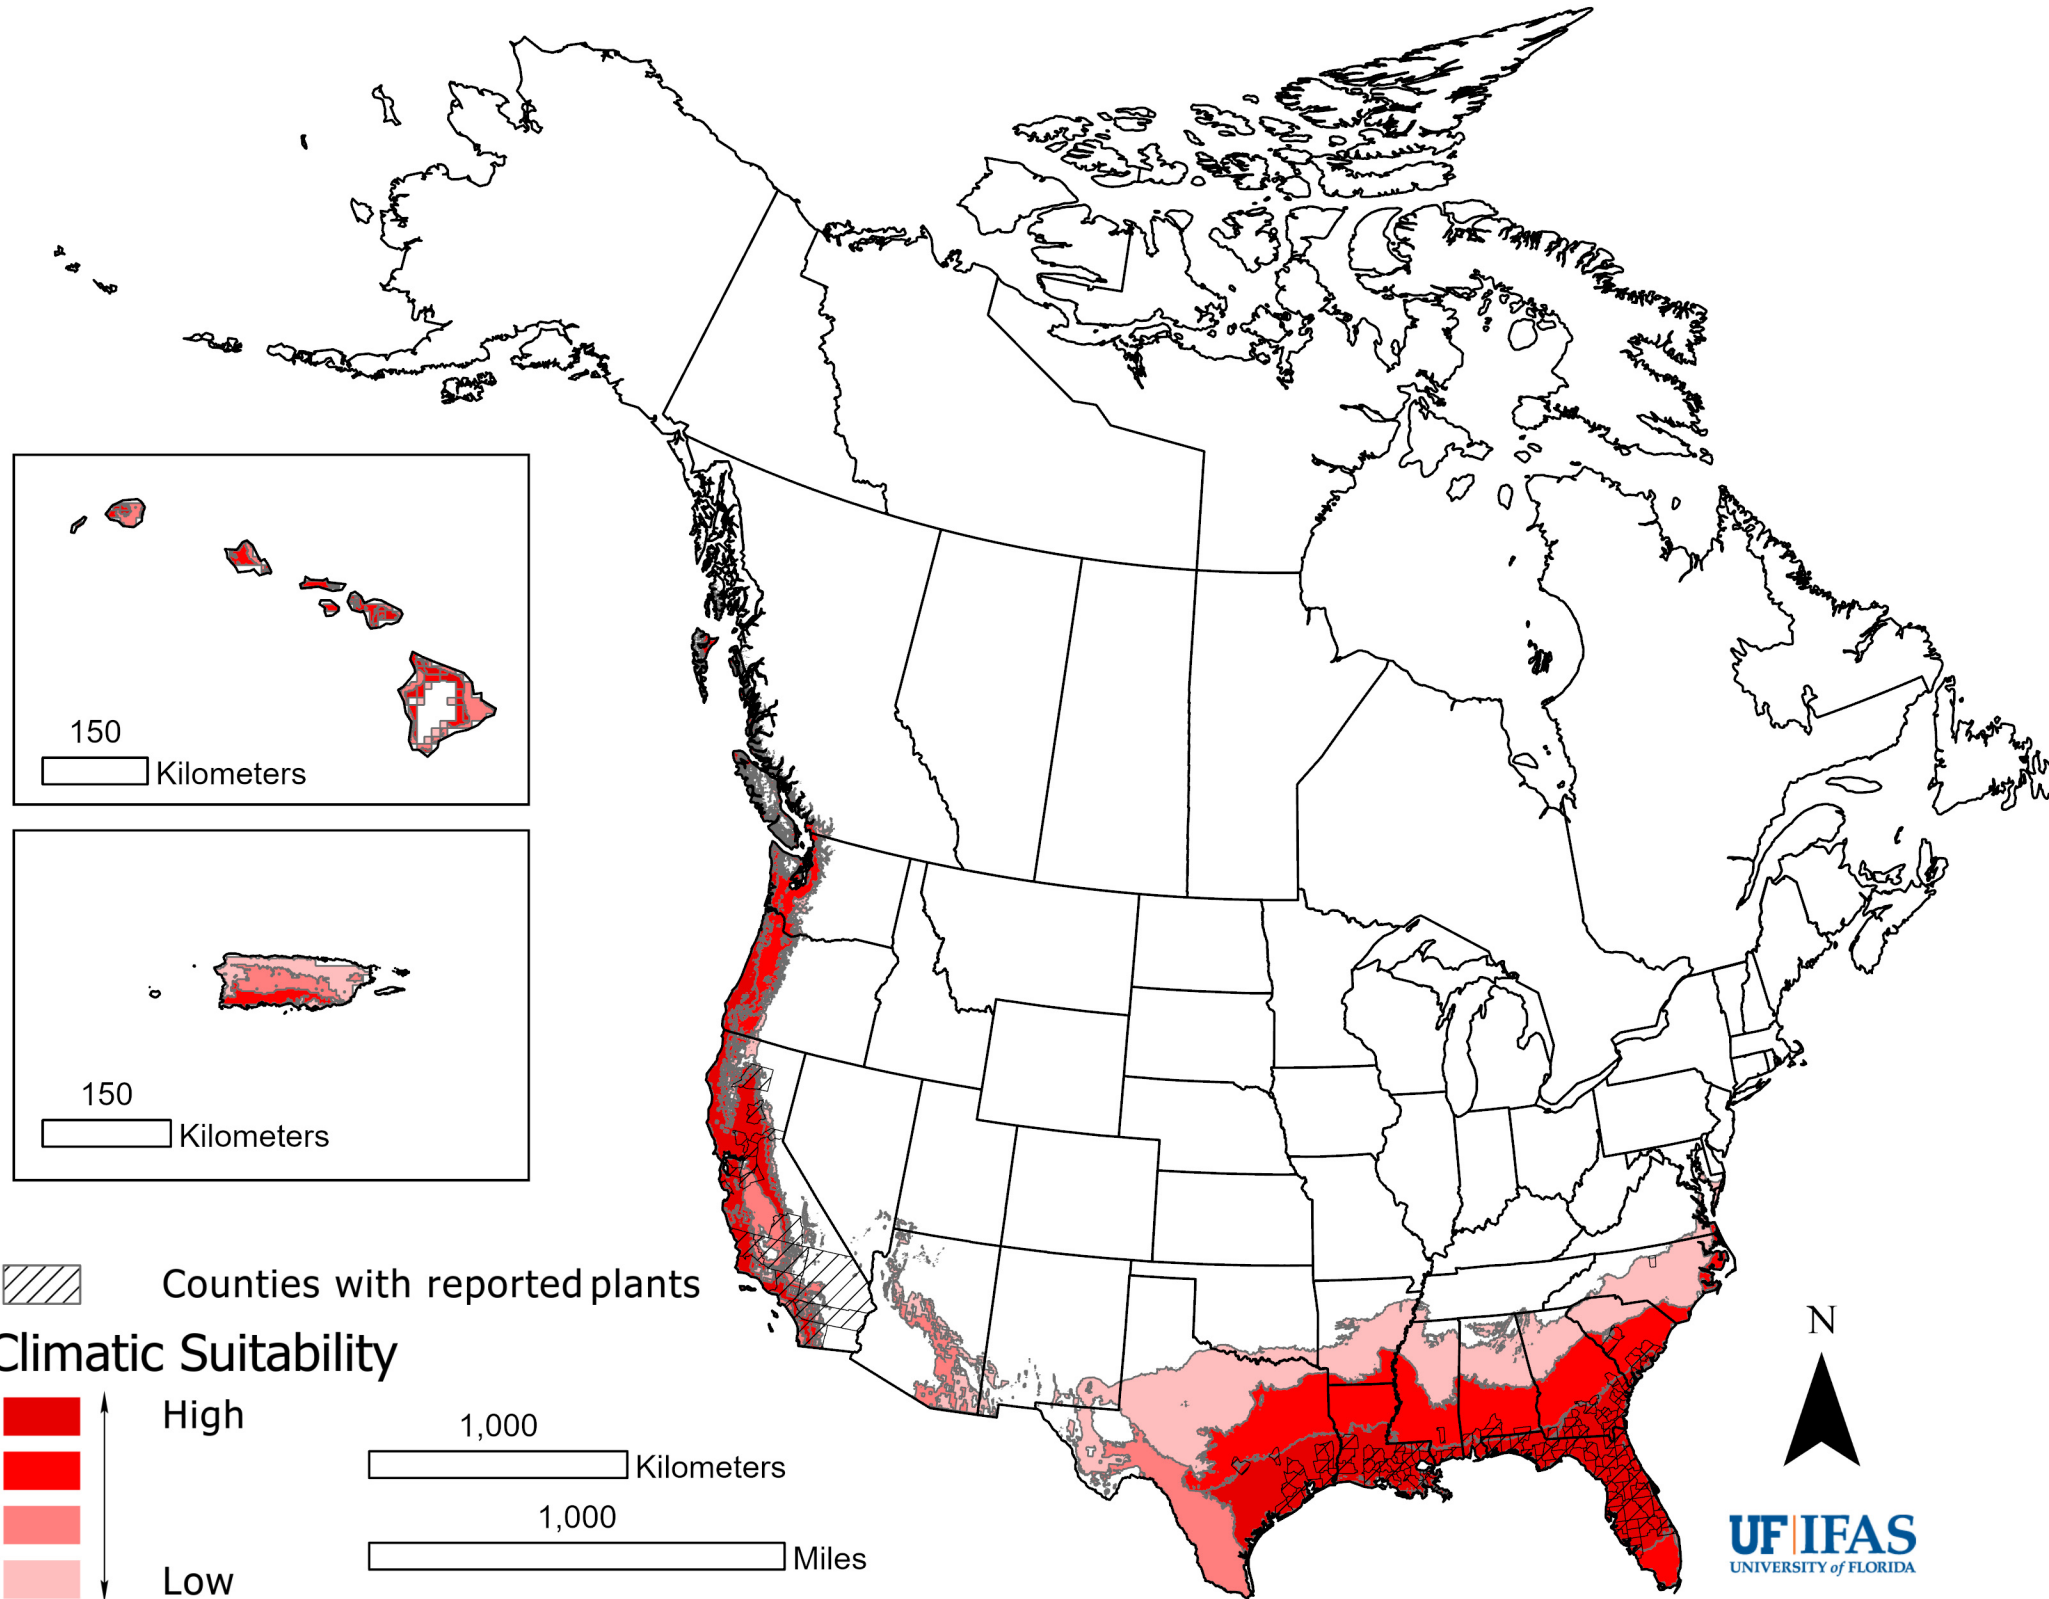 150
Kilometers
150
Kilometers
Counties with reported plants
Climatic Suitability
High
Low
1,000
Kilometers
1,000
Miles
N
UF|IFAS
UNIVERSITY of FLORIDA